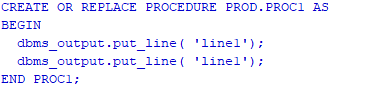 CREATE OR REPLACE PROCEDURE PROD.PROC1 AS
BEGIN
  dbms_output.put_line( 'line1');
  dbms_output.put_line( 'line1');
END PROC1;